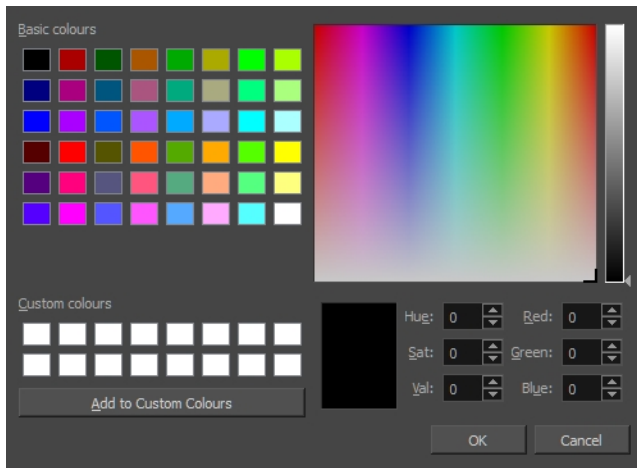 Basic colours
Custom colours
Add to Custom Colours
Hue: 0 Red: 0
Sat: 0 Green: 0
Val: 0 Blue: 0
OK Cancel